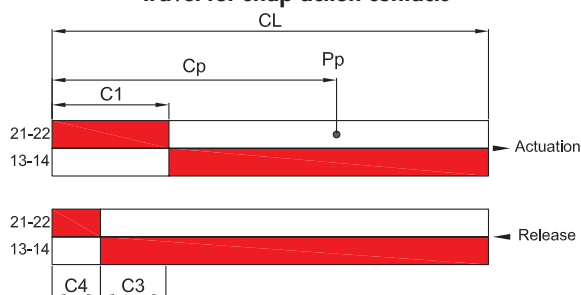 travel for snap action contacts
CL
Cp
Pp
C1
21-22
13-14
Actuation
21-22
13-14
Release
C4
C3